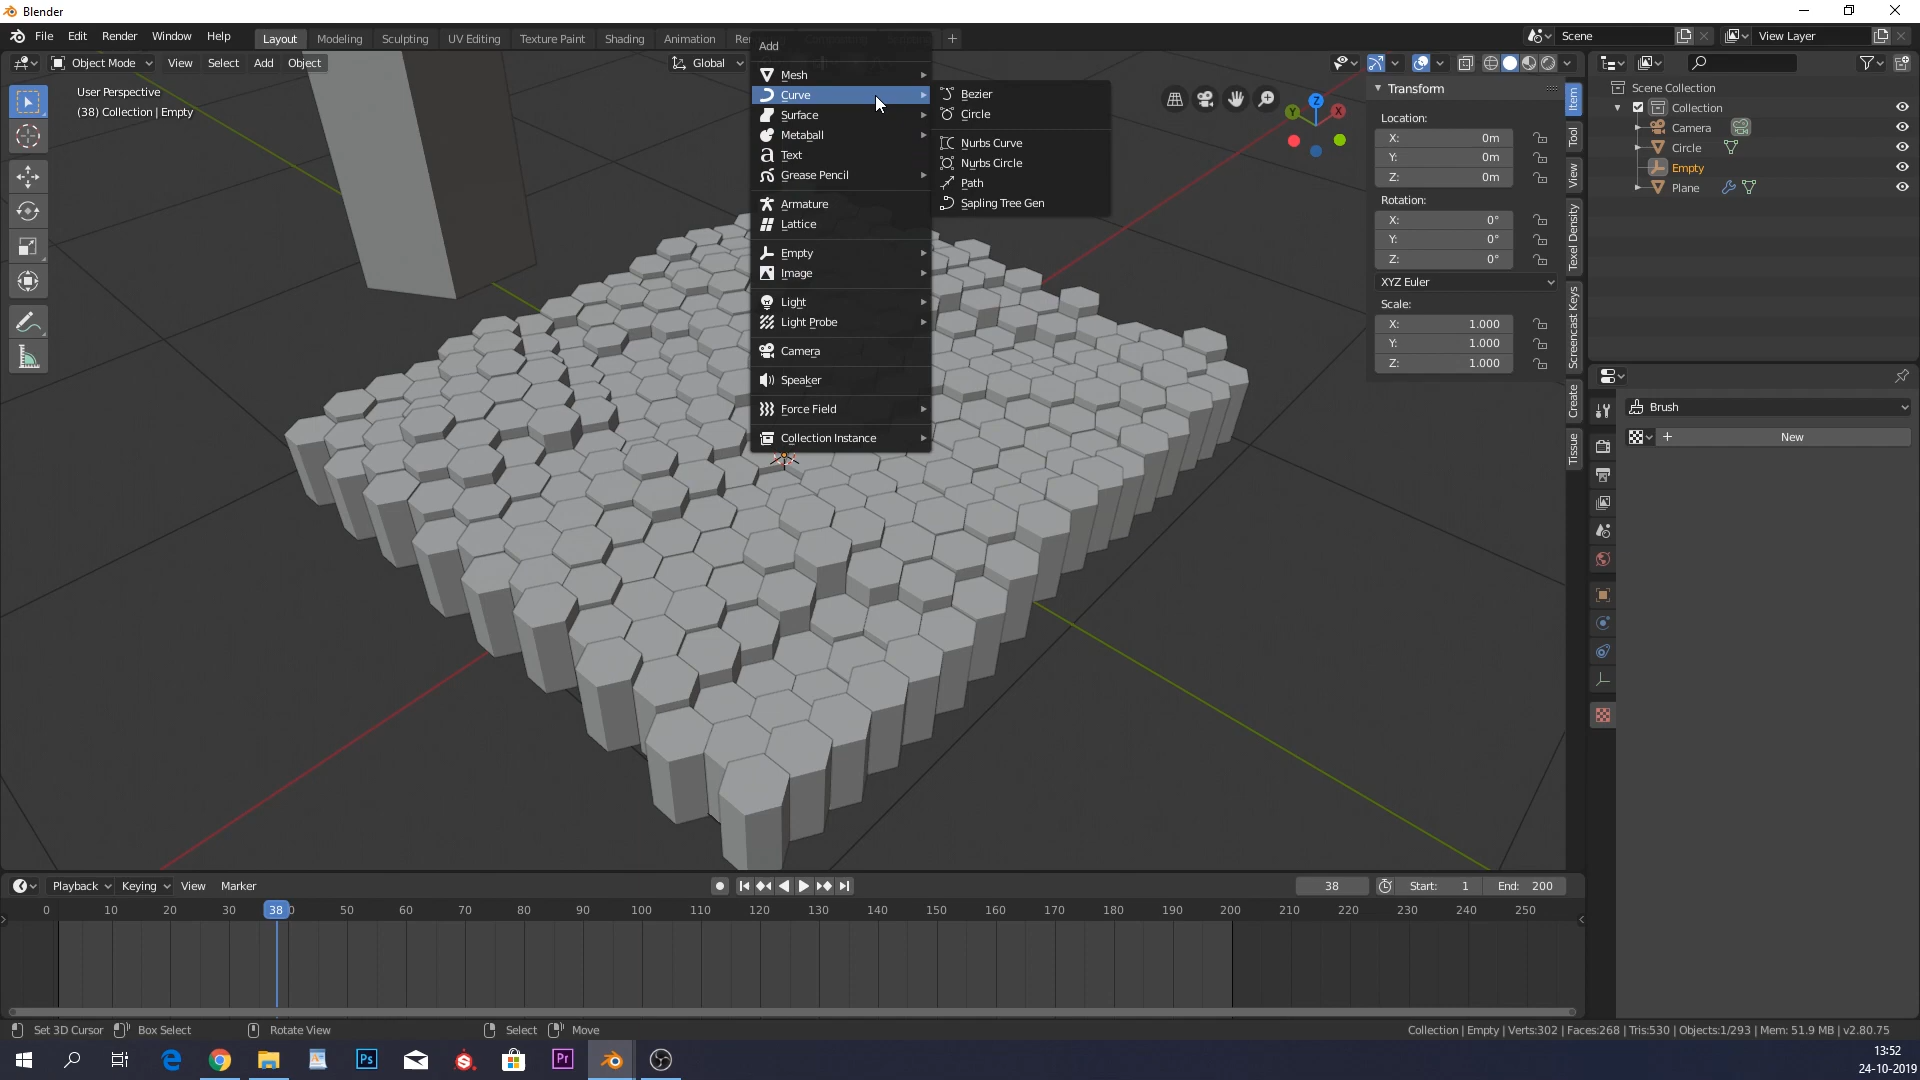 Blender
File Edit Render Window Help
Layout Modeling Sculpting UV Editing Texture Paint Shading Animation
Scene
View Layer
Object Mode View Select Add Object
Global
User Perspective
(38) Collection | Empty
Add
Mesh
Curve
Surface
Metaball
Text
Grease Pencil
Armature
Lattice
Empty
Image
Light
Light Probe
Camera
Speaker
Force Field
Collection Instance
Bezier
Circle
Nurbs Curve
Nurbs Circle
Path
Sapling Tree Gen
Z
Y
X
Transform
Location:
X: 0m
Y: 0m
Z: 0m
Rotation:
X: 0°
Y: 0°
Z: 0°
XYZ Euler
Scale:
X: 1.000
Y: 1.000
Z: 1.000
Item
Tool
View
Texel Density
Screencast Keys
Create
Tissue
Scene Collection
Collection
Camera
Circle
Empty
Plane
Brush
New
Playback Keying View Marker
38
Start: 1
End: 200
0 10 20 30 38 50 60 70 80 90 100 110 120 130 140 150 160 170 180 190 200 210 220 230 240 250
Set 3D Cursor Box Select Rotate View Select Move
Collection | Empty | Verts:302 | Faces:268 | Tris:530 | Objects:1/293 | Mem: 51.9 MB | v2.80.75
Ps
Pr
13:52
24-10-2019